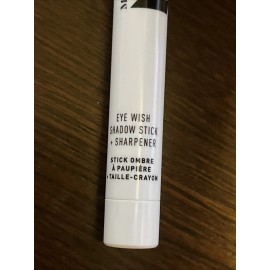 EYE WISH
SHADOW STICK
+ SHARPENER
STICK OMBRE
À PAUPIÈRE
+ TAILLE-CRAYON